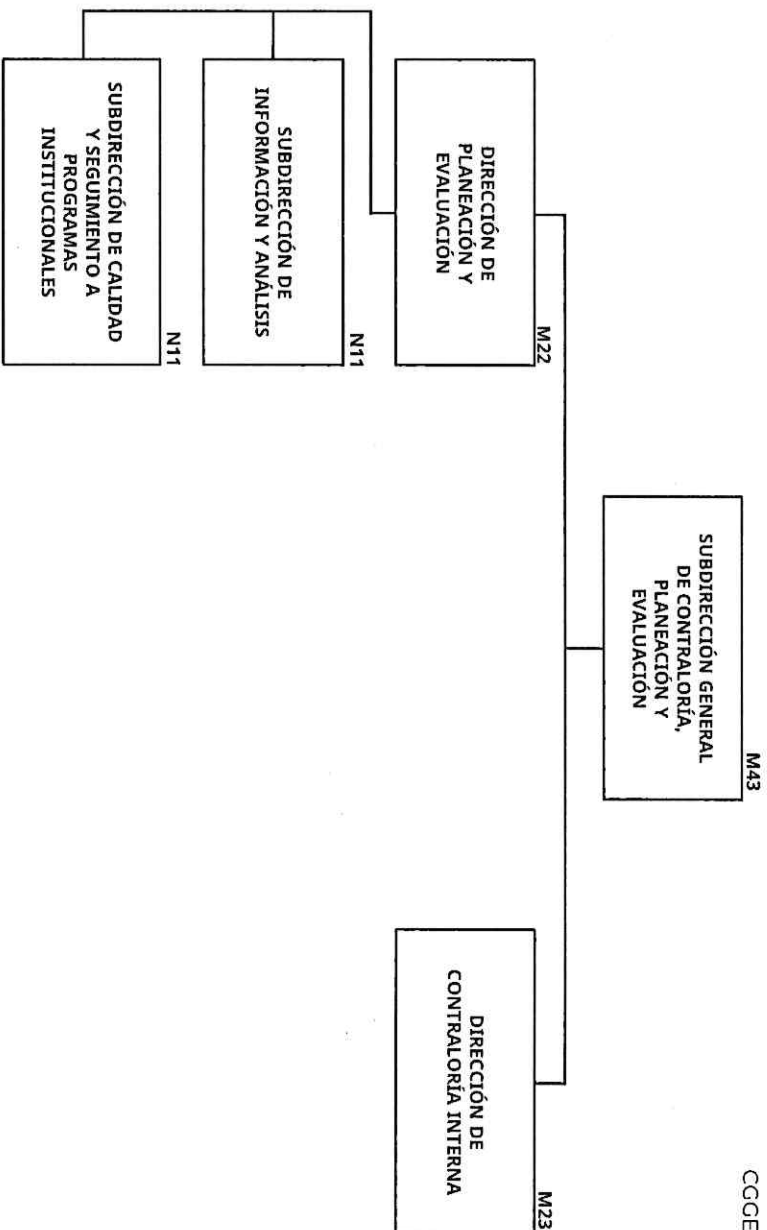 CGGE
M43
SUBDIRECCIÓN GENERAL
DE CONTRALORÍA,
PLANEACIÓN Y
EVALUACIÓN
M22
DIRECCIÓN DE
PLANEACIÓN Y
EVALUACIÓN
M23
DIRECCIÓN DE
CONTRALORÍA INTERNA
N11
SUBDIRECCIÓN DE
INFORMACIÓN Y ANÁLISIS
N11
SUBDIRECCIÓN DE CALIDAD
Y SEGUIMIENTO A
PROGRAMAS
INSTITUCIONALES